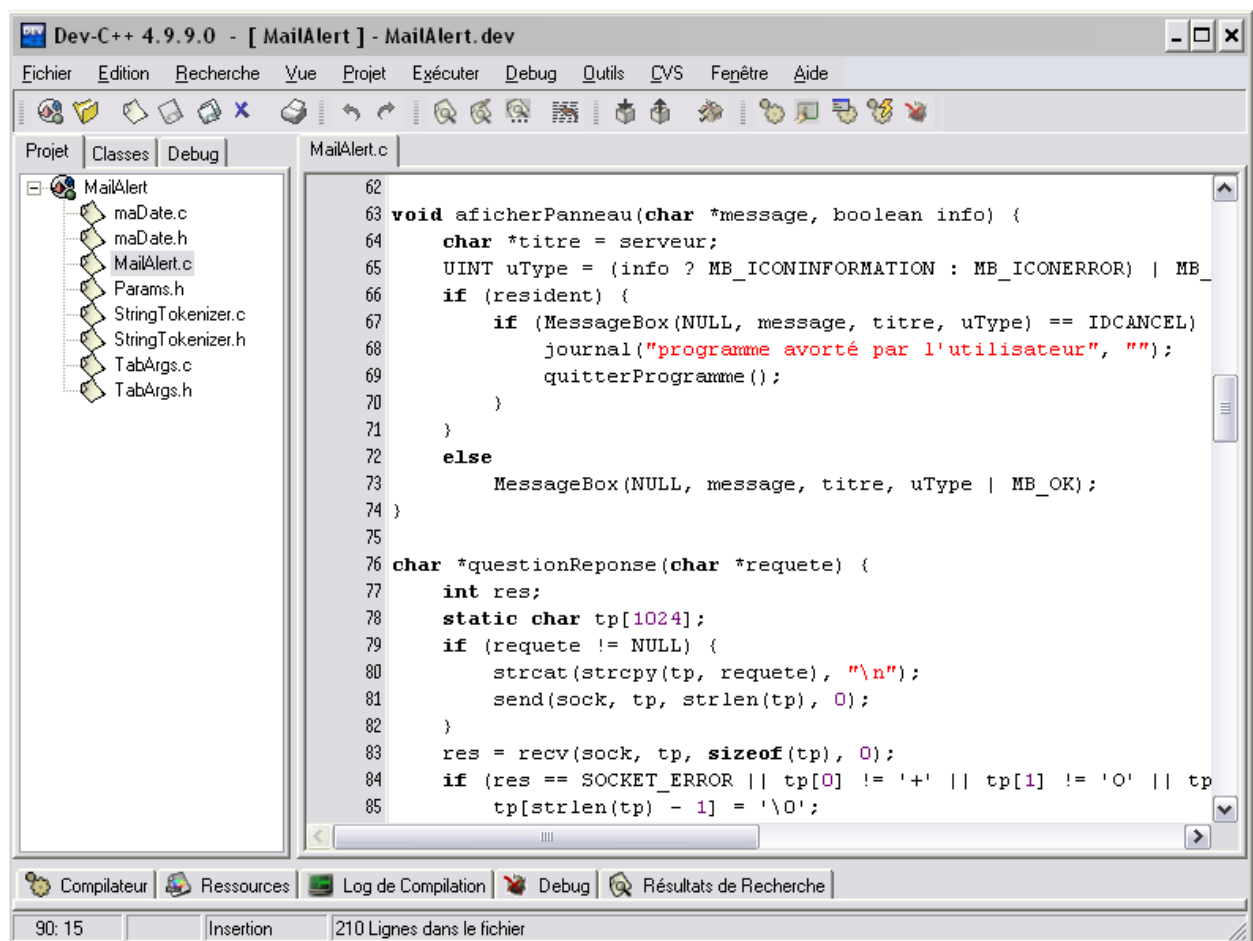 Dev-C++ 4.9.9.0 - [ MailAlert ] - MailAlert.dev
Fichier Edition Recherche Vue Projet Exécuter Debug Outils CVS Fenêtre Aide
Projet Classes Debug
MailAlert.c
MailAlert
maDate.c
maDate.h
MailAlert.c
Params.h
StringTokenizer.c
StringTokenizer.h
TabArgs.c
TabArgs.h
62
63 void aficherPanneau(char *message, boolean info) {
64 char *titre = serveur;
65 UINT uType = (info ? MB_ICONINFORMATION : MB_ICONERROR) | MB_
66 if (resident) {
67 if (MessageBox(NULL, message, titre, uType) == IDCANCEL)
68 journal("programme avorté par l'utilisateur", "");
69 quitterProgramme();
70 }
71 }
72 else
73 MessageBox(NULL, message, titre, uType | MB_OK);
74 }
75
76 char *questionReponse(char *requete) {
77 int res;
78 static char tp[1024];
79 if (requete != NULL) {
80 strcat(strcpy(tp, requete), "\n");
81 send(sock, tp, strlen(tp), 0);
82 }
83 res = recv(sock, tp, sizeof(tp), 0);
84 if (res == SOCKET_ERROR || tp[0] != '+' || tp[1] != 'O' || tp
85 tp[strlen(tp) - 1] = '\0';
Compilateur Ressources Log de Compilation Debug Résultats de Recherche
90: 15 Insertion 210 Lignes dans le fichier